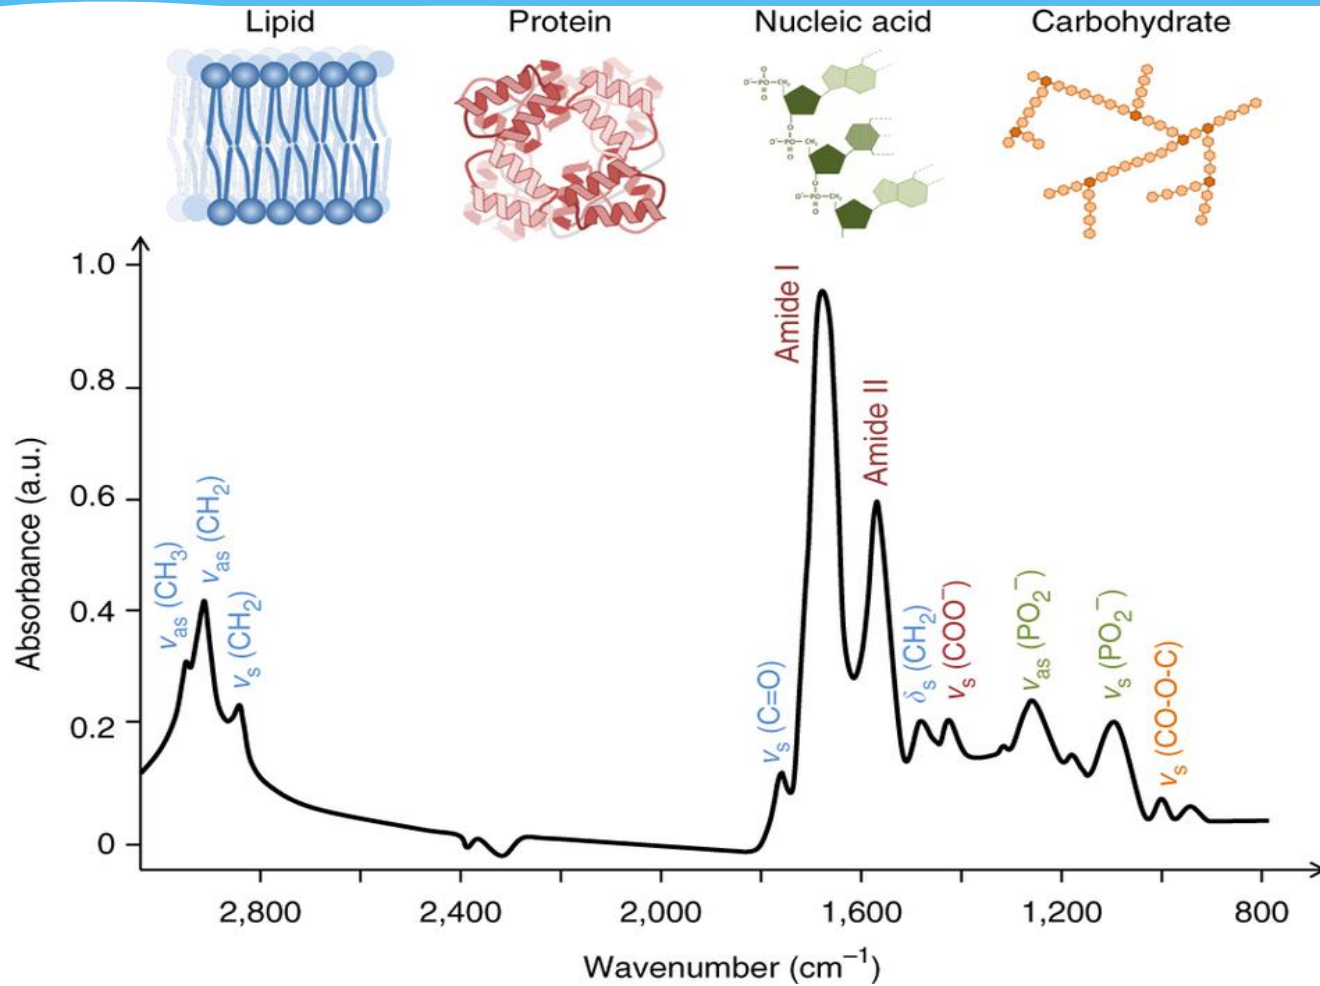 Lipid Protein Nucleic acid Carbohydrate
1.0
0.8
0.6
0.4
0.2
0
Absorbance (a.u.)
νas (CH3)
νas (CH2)
νs (CH2)
νs (C=O)
Amide I
Amide II
δs (CH2)
νs (COO⁻)
νas (PO2⁻)
νs (PO2⁻)
νs (CO-O-C)
2,800 2,400 2,000 1,600 1,200 800
Wavenumber (cm⁻¹)